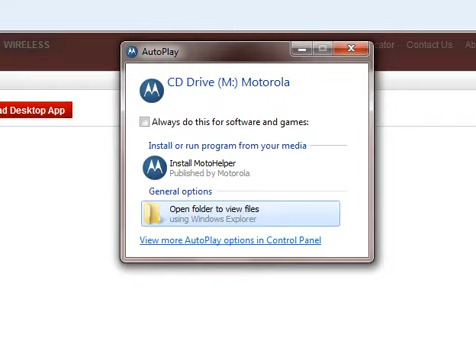 WIRELESS
AutoPlay
Contact Us
CD Drive (M:) Motorola
Desktop App
Always do this for software and games:
Install or run program from your media
Install MotoHelper
Published by Motorola
General options
Open folder to view files
using Windows Explorer
View more AutoPlay options in Control Panel